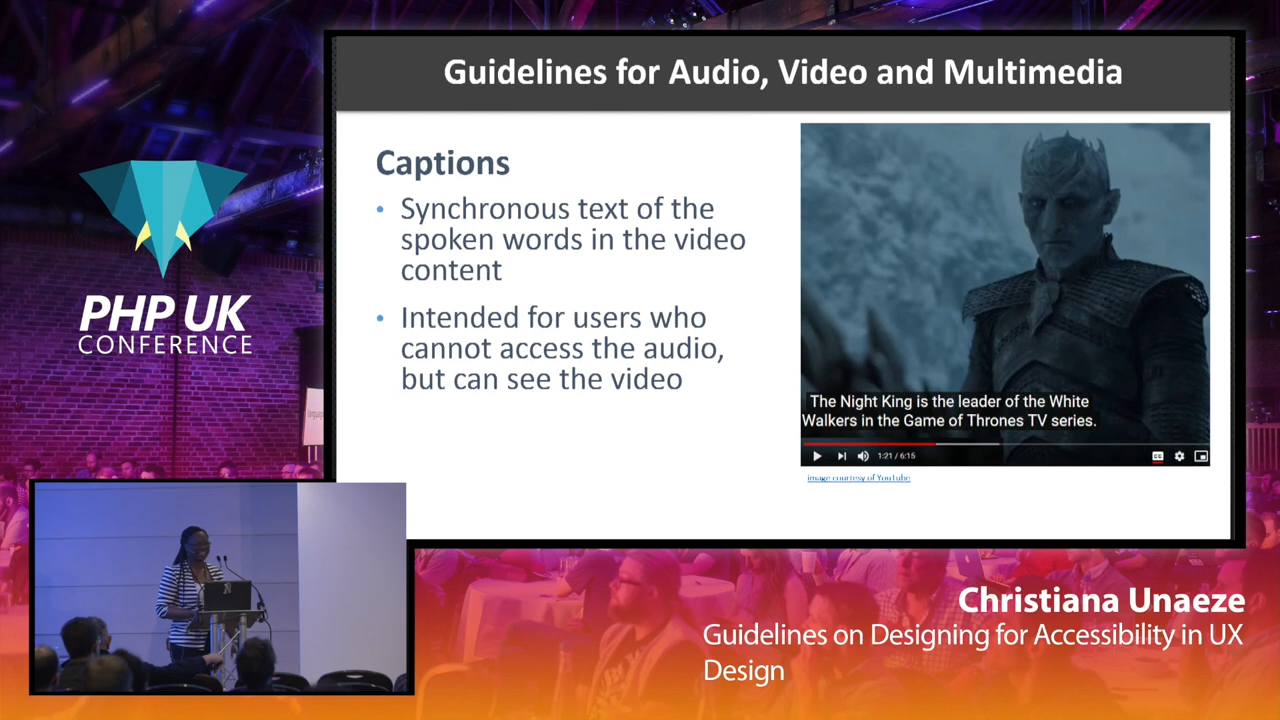 Guidelines for Audio, Video and Multimedia
Captions
• Synchronous text of the
spoken words in the video
content
• Intended for users who
cannot access the audio,
but can see the video
The Night King is the leader of the White
Walkers in the Game of Thrones TV series.
1:21 / 6:15
CC
image courtesy of YouTube
PHP UK
CONFERENCE
Christiana Unaeze
Guidelines on Designing for Accessibility in UX
Design